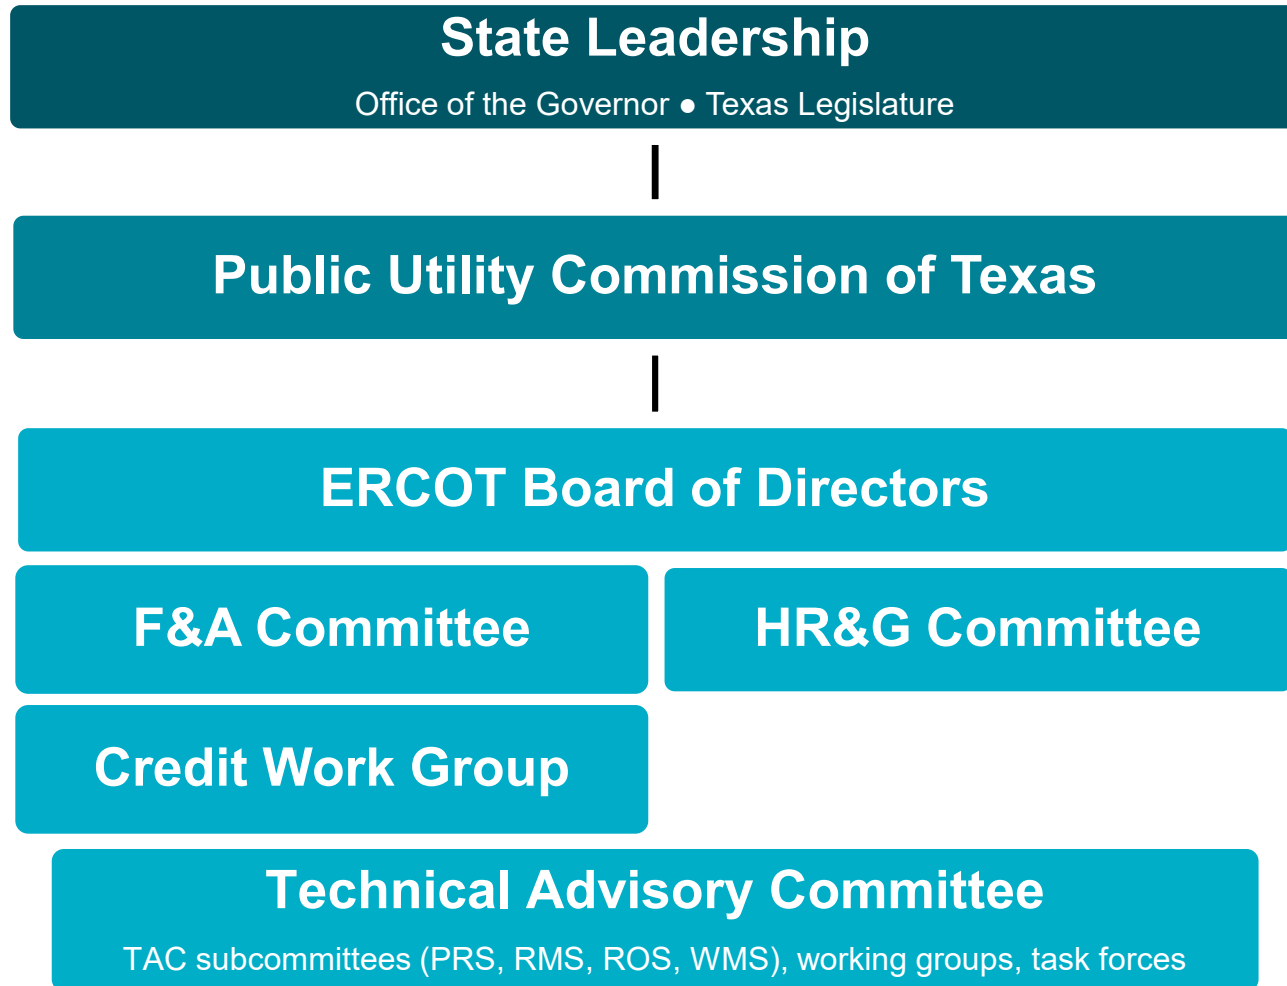 State Leadership
Office of the Governor ● Texas Legislature
Public Utility Commission of Texas
ERCOT Board of Directors
F&A Committee
HR&G Committee
Credit Work Group
Technical Advisory Committee
TAC subcommittees (PRS, RMS, ROS, WMS), working groups, task forces